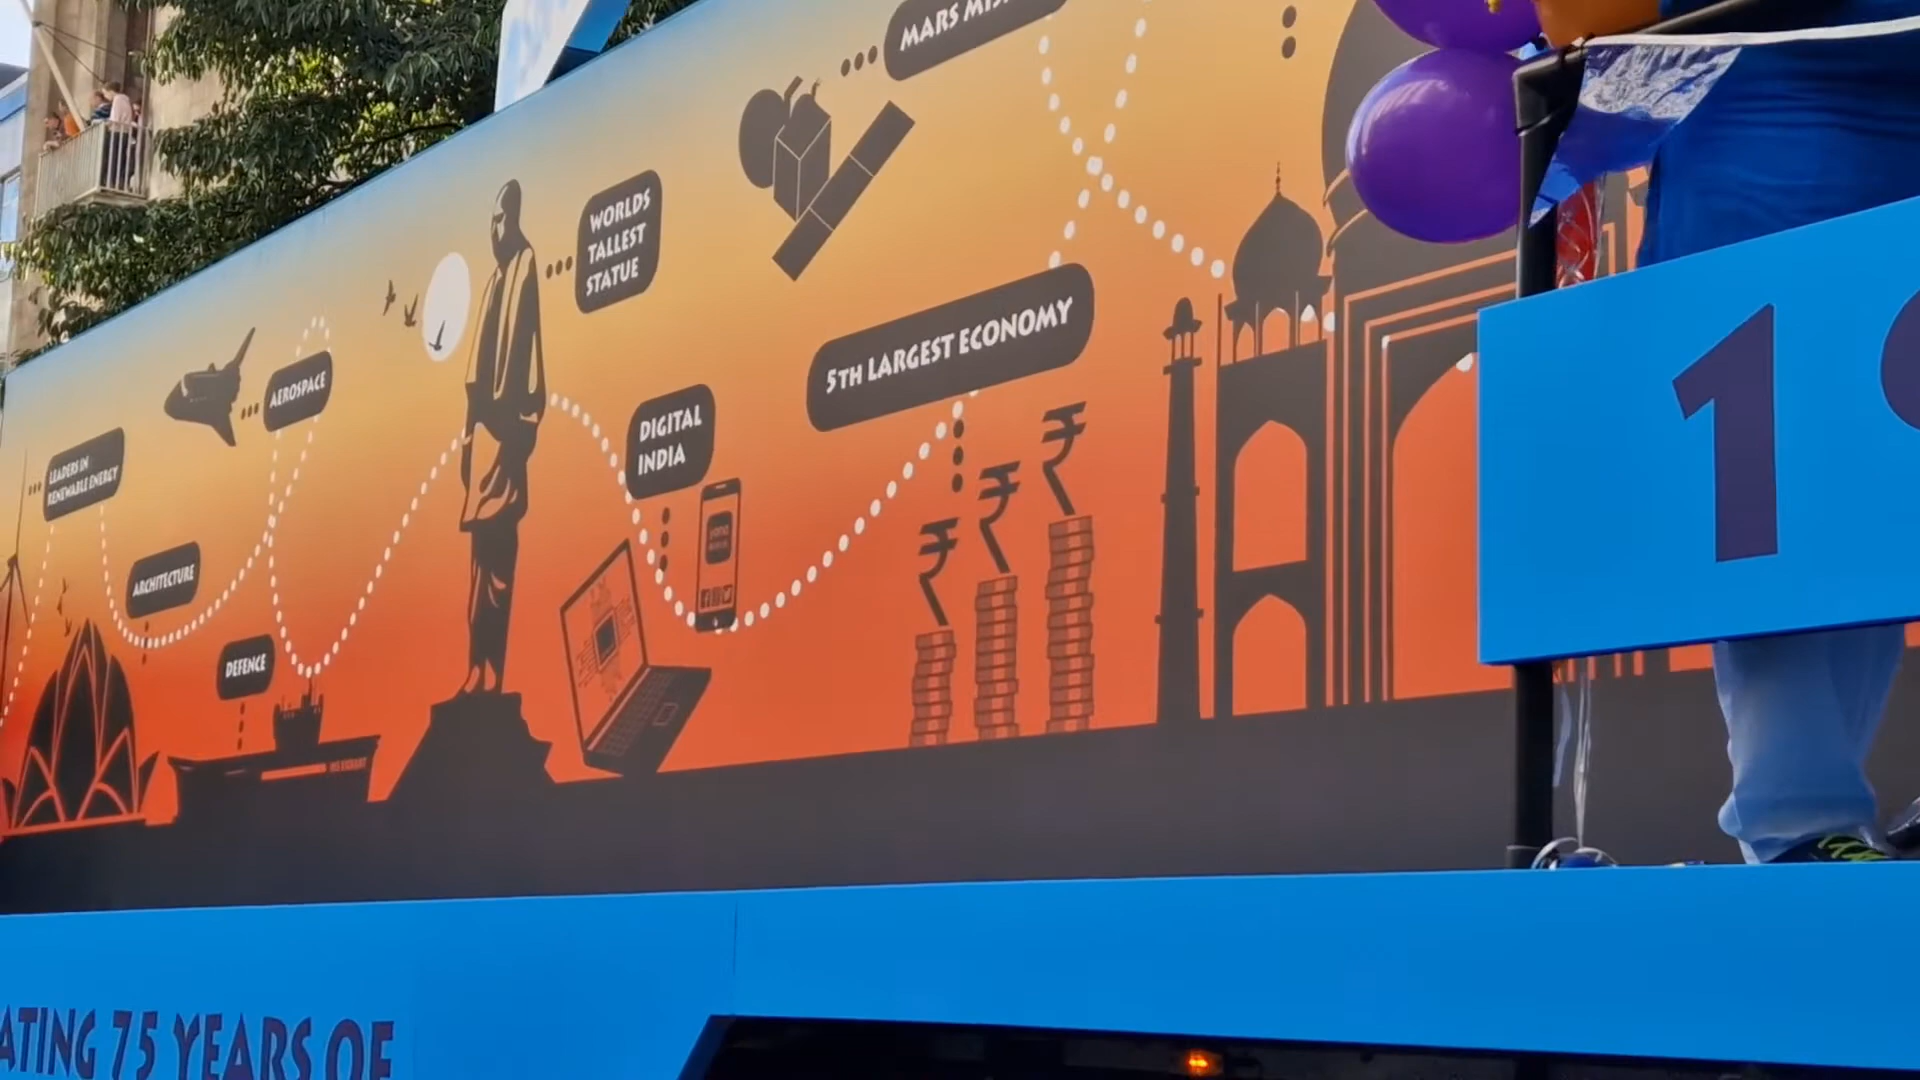 MARS
WORLDS
TALLEST
STATUE
5TH LARGEST ECONOMY
AEROSPACE
DIGITAL
INDIA
LEADERS IN
RENEWABLE ENERGY
ARCHITECTURE
DEFENCE
1
ATING 75 YEARS OF